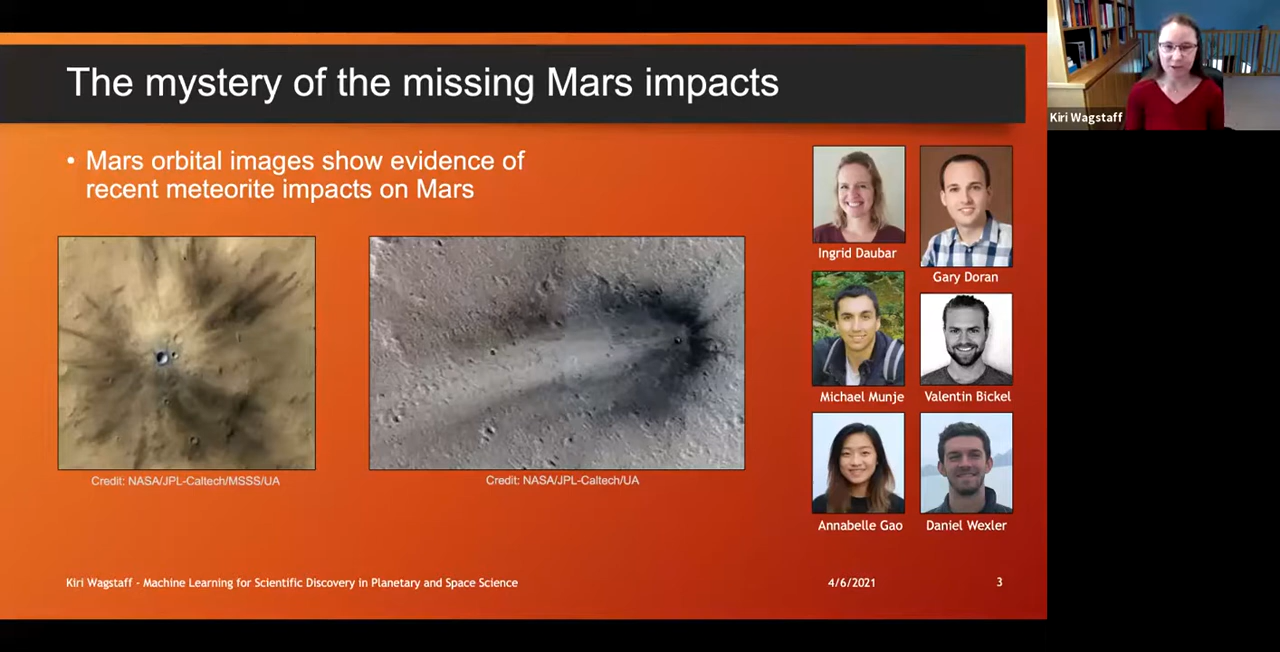 The mystery of the missing Mars impacts
Kiri Wagstaff
• Mars orbital images show evidence of
recent meteorite impacts on Mars
Ingrid Daubar
Gary Doran
Michael Munje
Valentin Bickel
Credit: NASA/JPL-Caltech/MSSS/UA
Credit: NASA/JPL-Caltech/UA
Annabelle Gao
Daniel Wexler
Kiri Wagstaff - Machine Learning for Scientific Discovery in Planetary and Space Science
4/6/2021
3